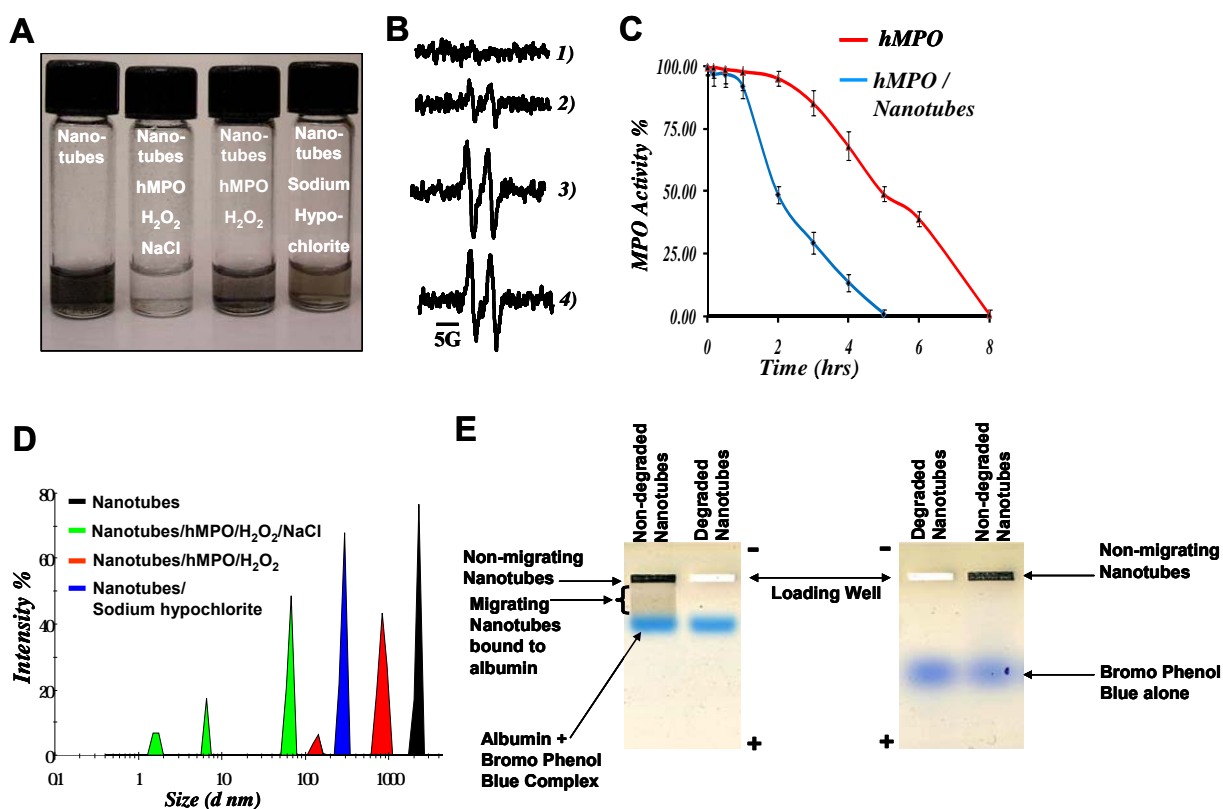 A
Nano-
tubes
Nano-
tubes
hMPO
H₂O₂
NaCl
Nano-
tubes
hMPO
H₂O₂
Nano-
tubes
Sodium
Hypo-
chlorite
B
1)
2)
3)
4)
5G
C
hMPO
hMPO /
Nanotubes
MPO Activity %
100.00
75.00
50.00
25.00
0.00
0
2
4
6
8
Time (hrs)
D
Nanotubes
Nanotubes/hMPO/H₂O₂/NaCl
Nanotubes/hMPO/H₂O₂
Nanotubes/
Sodium hypochlorite
Intensity %
80
60
40
20
0
0.1
1
10
100
1000
Size (d nm)
E
Non-degraded
Nanotubes
Degraded
Nanotubes
Non-migrating
Nanotubes
Migrating
Nanotubes
bound to
albumin
Albumin +
Bromo Phenol
Blue Complex
-
+
Loading Well
-
+
Degraded
Nanotubes
Non-degraded
Nanotubes
Non-migrating
Nanotubes
Bromo Phenol
Blue alone